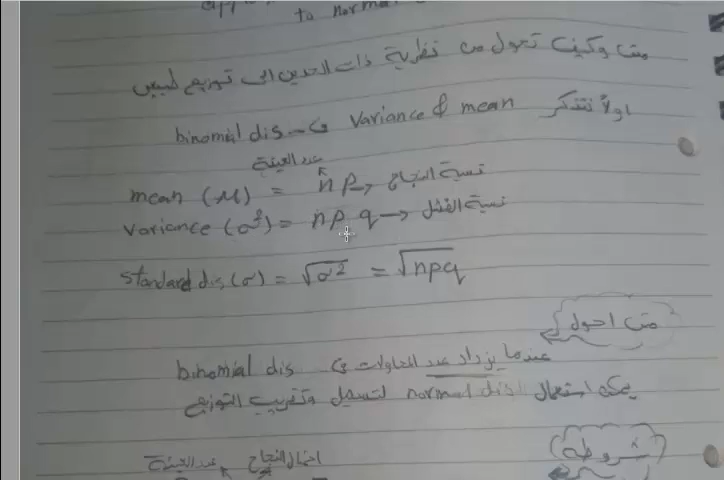 to normal
متى وكيف تحول من نظرية ذات الحدين الى توزيع طبيعي
اولاً نتذكر mean & variance في binomial dis
عدد العينة
mean (μ) = np → نسبة النجاح
variance (σ²) = npq → نسبة الفشل
standard dis (σ) = √σ² = √npq
متى احول
عندما يزداد عدد المحاولات في binomial dis
يمكن استعمال normal dis لتسهيل وتقريب التوزيع
شروطه
احتمال النجاح عدد العينة